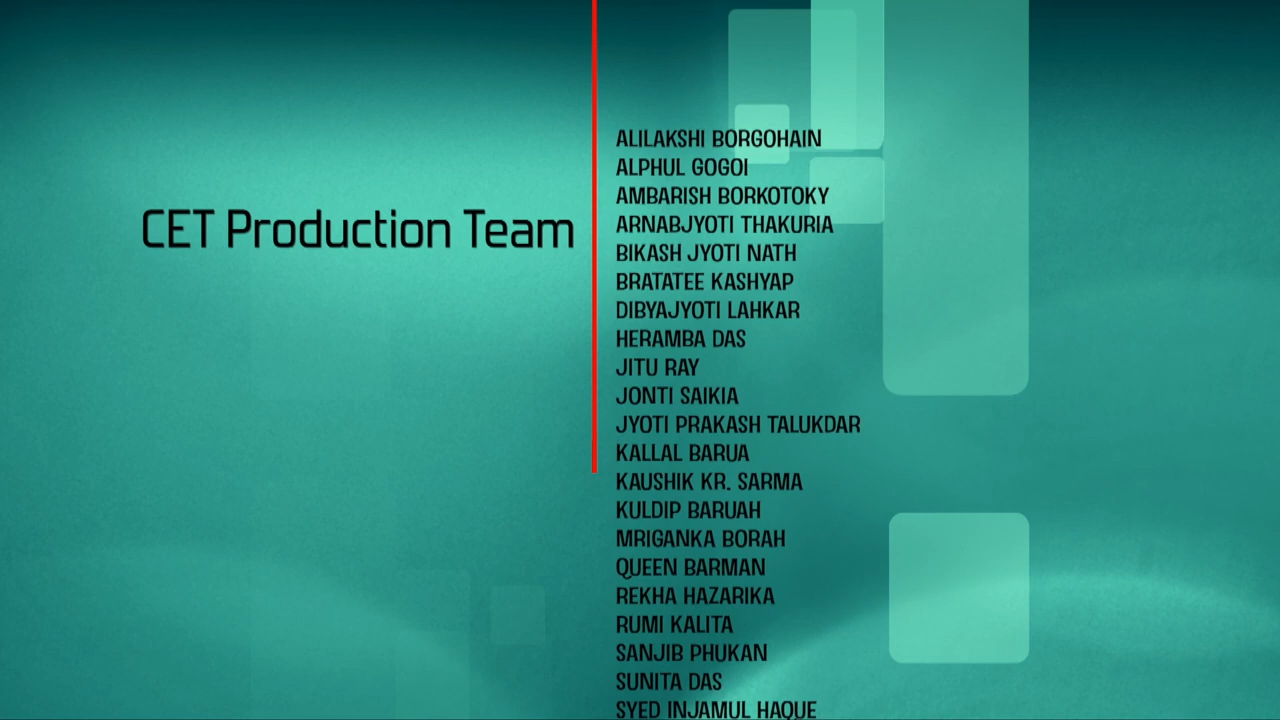 CET Production Team
ALILAKSHI BORGOHAIN
ALPHUL GOGOI
AMBARISH BORKOTOKY
ARNABJYOTI THAKURIA
BIKASH JYOTI NATH
BRATATEE KASHYAP
DIBYAJYOTI LAHKAR
HERAMBA DAS
JITU RAY
JONTI SAIKIA
JYOTI PRAKASH TALUKDAR
KALLAL BARUA
KAUSHIK KR. SARMA
KULDIP BARUAH
MRIGANKA BORAH
QUEEN BARMAN
REKHA HAZARIKA
RUMI KALITA
SANJIB PHUKAN
SUNITA DAS
SYED INJAMUL HAQUE